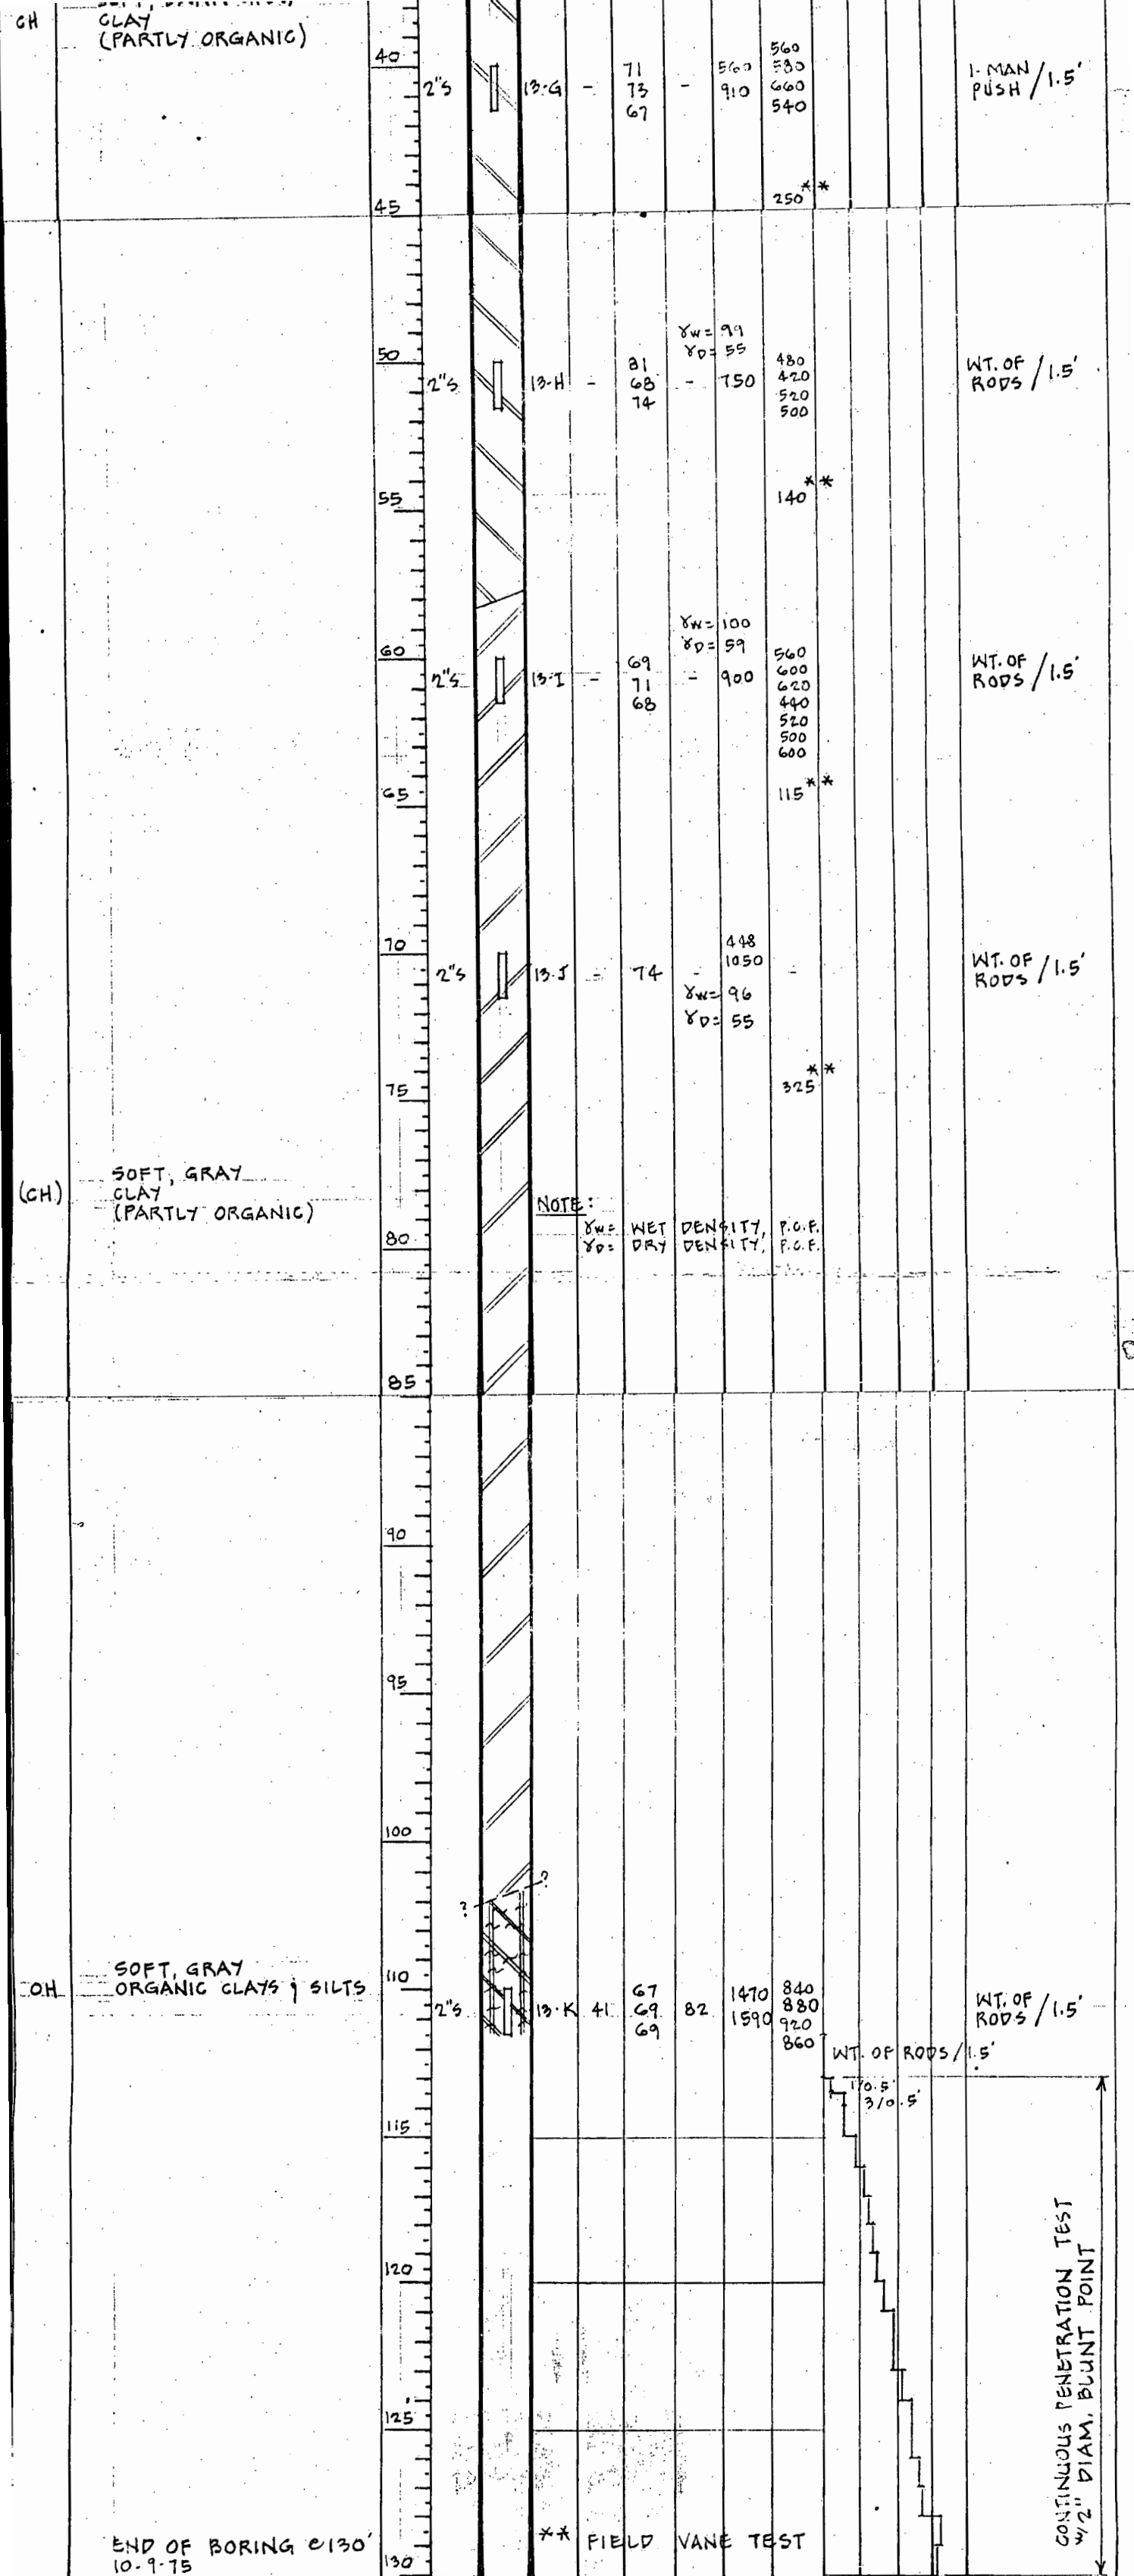 CH
CLAY
(PARTLY ORGANIC)
40
2"S
13-G
-
71
73
67
-
560
910
560
580
660
540
1-MAN PUSH / 1.5'
250**
45
γw= 99
γD= 55
50
2"S
13-H
-
81
68
74
-
750
480
420
520
500
WT. OF RODS / 1.5'
55
140**
γw= 100
γD= 59
60
2"S
13-I
-
69
71
68
-
900
560
600
620
440
520
500
600
WT. OF RODS / 1.5'
65
115**
70
2"S
13-J
-
74
-
448
1050
-
γw= 96
γD= 55
WT. OF RODS / 1.5'
75
325**
(CH)
SOFT, GRAY
CLAY
(PARTLY ORGANIC)
NOTE:
γw= WET DENSITY, P.C.F.
γD= DRY DENSITY, P.C.F.
80
85
90
95
100
?
?
OH
SOFT, GRAY
ORGANIC CLAYS & SILTS
110
2"S
13-K
41
67
69
69
82
1470
1590
840
880
920
860
WT. OF RODS / 1.5'
WT. OF RODS / 1.5'
1/0.5'
3/0.5'
115
120
125
CONTINUOUS PENETRATION TEST
W/2" DIAM, BLUNT POINT
END OF BORING @ 130'
10-9-75
130
** FIELD VANE TEST